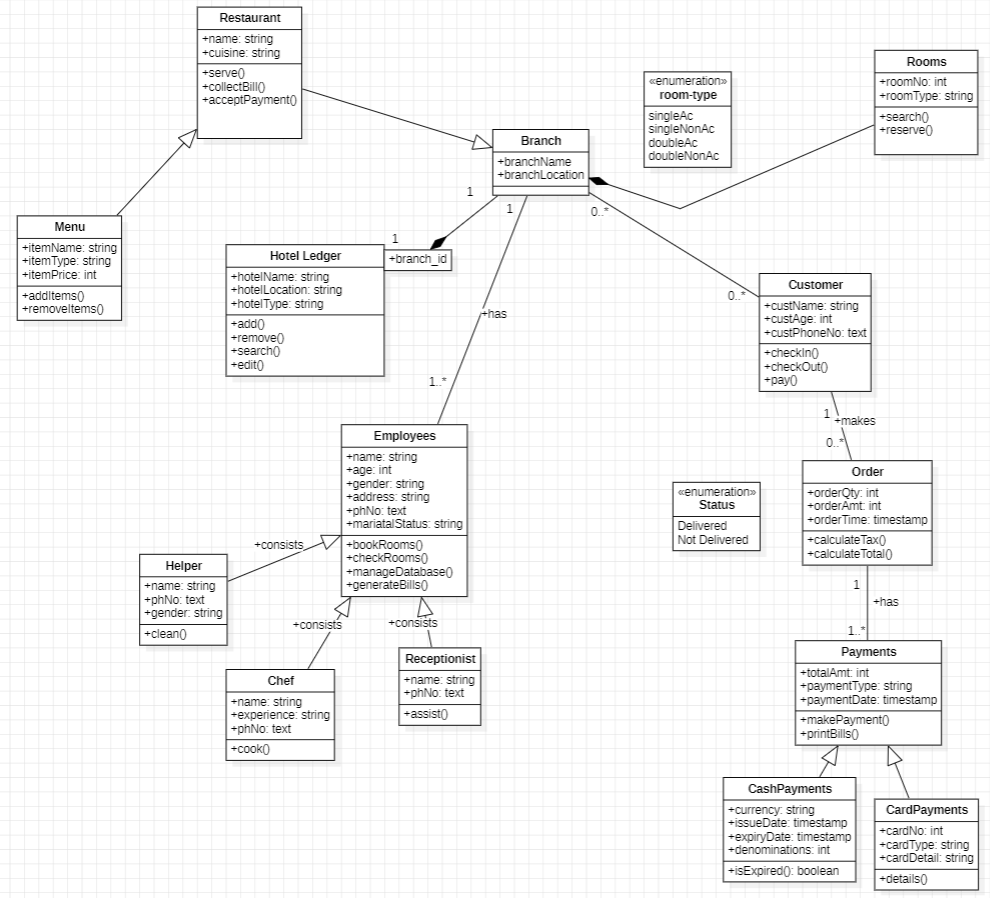 Restaurant
+name: string
+cuisine: string
+serve()
+collectBill()
+acceptPayment()
Rooms
+roomNo: int
+roomType: string
+search()
+reserve()
«enumeration»
room-type
singleAc
singleNonAc
doubleAc
doubleNonAc
Branch
+branchName
+branchLocation
1
1
0..*
Menu
+itemName: string
+itemType: string
+itemPrice: int
+addItems()
+removeItems()
1
+branch_id
Hotel Ledger
+hotelName: string
+hotelLocation: string
+hotelType: string
+add()
+remove()
+search()
+edit()
+has
1..*
0..*
Customer
+custName: string
+custAge: int
+custPhoneNo: text
+checkIn()
+checkOut()
+pay()
1
+makes
0..*
Employees
+name: string
+age: int
+gender: string
+address: string
+phNo: text
+mariatalStatus: string
+bookRooms()
+checkRooms()
+manageDatabase()
+generateBills()
Order
+orderQty: int
+orderAmt: int
+orderTime: timestamp
+calculateTax()
+calculateTotal()
«enumeration»
Status
Delivered
Not Delivered
+consists
Helper
+name: string
+phNo: text
+gender: string
+clean()
1
+has
1..*
+consists
+consists
Chef
+name: string
+experience: string
+phNo: text
+cook()
Receptionist
+name: string
+phNo: text
+assist()
Payments
+totalAmt: int
+paymentType: string
+paymentDate: timestamp
+makePayment()
+printBills()
CashPayments
+currency: string
+issueDate: timestamp
+expiryDate: timestamp
+denominations: int
+isExpired(): boolean
CardPayments
+cardNo: int
+cardType: string
+cardDetail: string
+details()